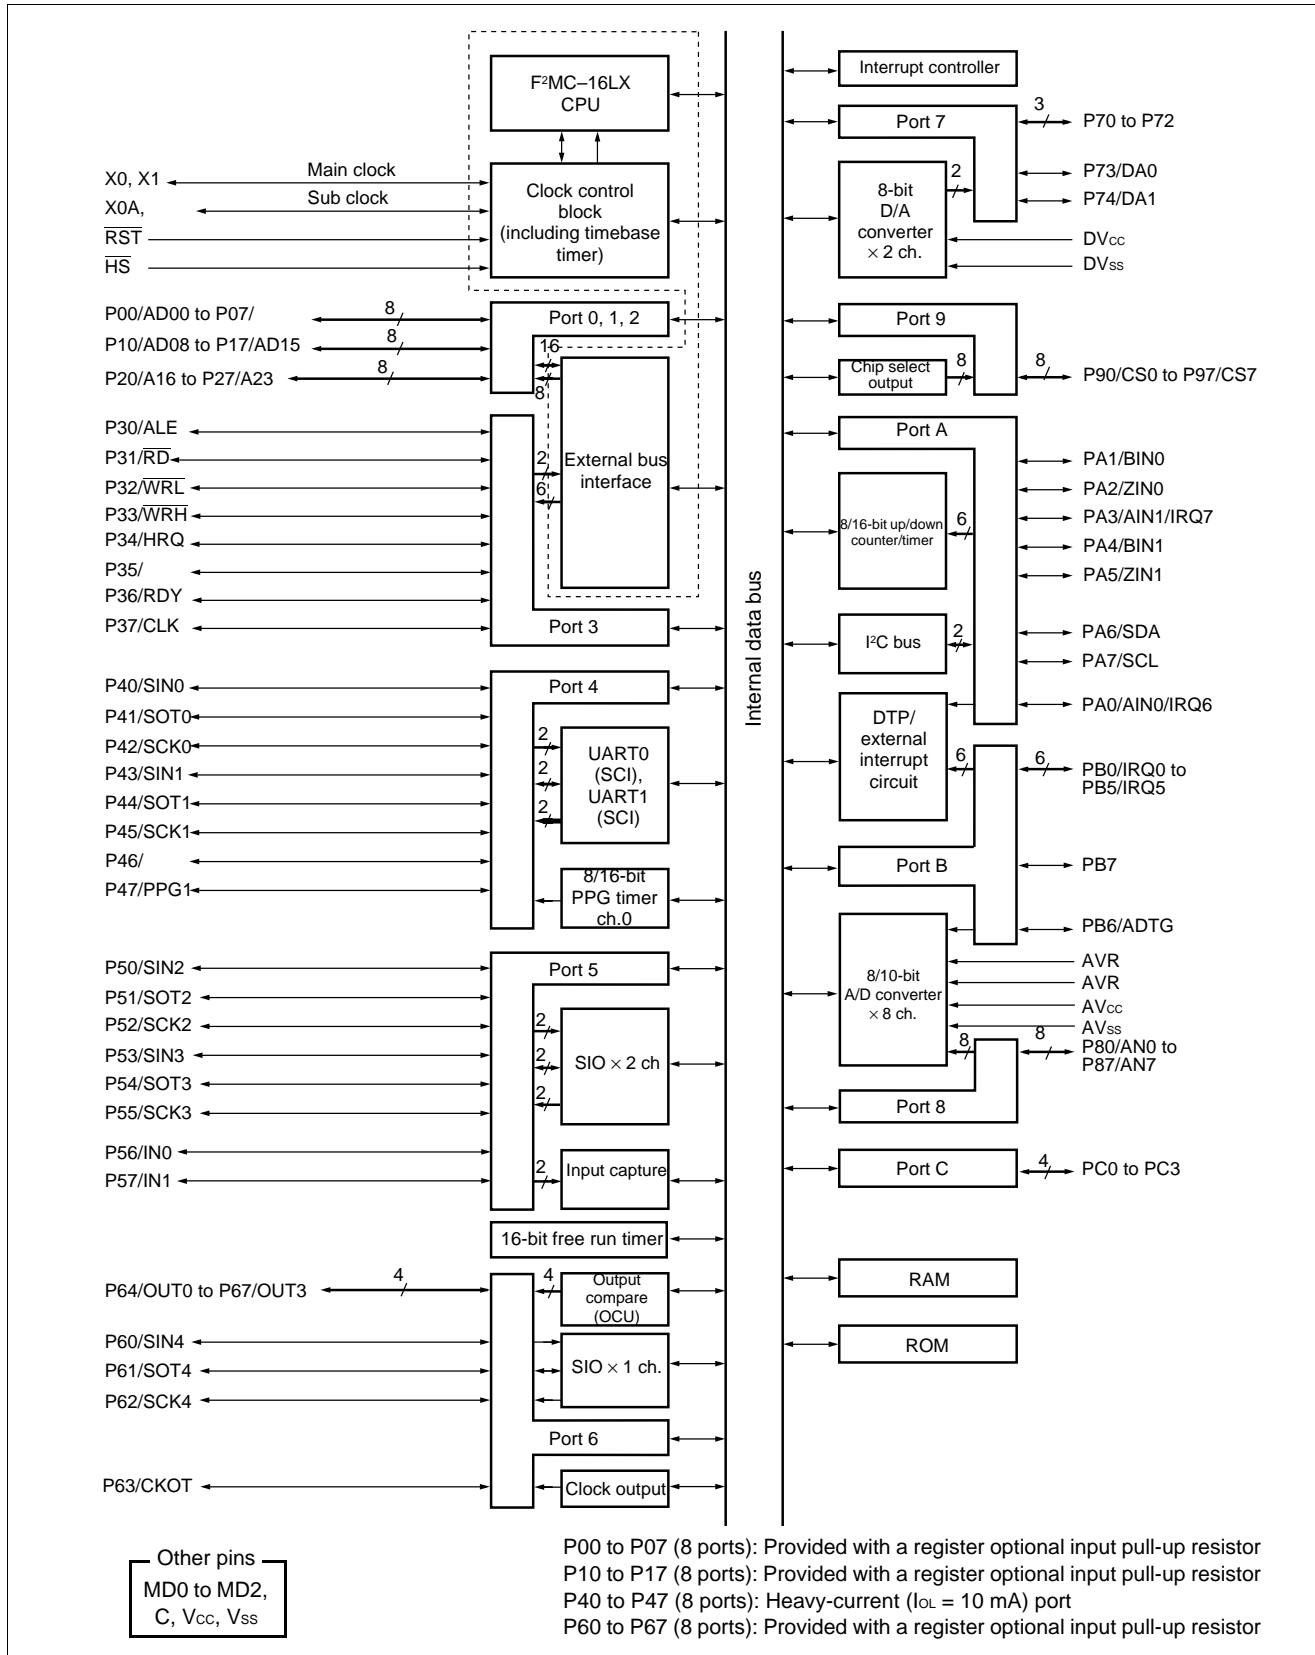 F²MC–16LX
CPU
Main clock
X0, X1
Sub clock
X0A,
RST
HS
Clock control
block
(including timebase
timer)
P00/AD00 to P07/
8
Port 0, 1, 2
P10/AD08 to P17/AD15
8
16
P20/A16 to P27/A23
8
8
P30/ALE
P31/RD
P32/WRL
P33/WRH
P34/HRQ
P35/
P36/RDY
P37/CLK
2
6
External bus
interface
Port 3
P40/SIN0
P41/SOT0
P42/SCK0
P43/SIN1
P44/SOT1
P45/SCK1
P46/
P47/PPG1
Port 4
2
2
2
UART0
(SCI),
UART1
(SCI)
8/16-bit
PPG timer
ch.0
P50/SIN2
P51/SOT2
P52/SCK2
P53/SIN3
P54/SOT3
P55/SCK3
P56/IN0
P57/IN1
Port 5
2
2
2
SIO × 2 ch
2
Input capture
16-bit free run timer
P64/OUT0 to P67/OUT3
4
4
Output
compare
(OCU)
P60/SIN4
P61/SOT4
P62/SCK4
SIO × 1 ch.
Port 6
P63/CKOT
Clock output
Internal data bus
Interrupt controller
Port 7
3
P70 to P72
8-bit
D/A
converter
× 2 ch.
2
P73/DA0
P74/DA1
DVCC
DVSS
Port 9
Chip select
output
8
8
P90/CS0 to P97/CS7
Port A
PA1/BIN0
PA2/ZIN0
PA3/AIN1/IRQ7
PA4/BIN1
PA5/ZIN1
8/16-bit up/down
counter/timer
6
I²C bus
2
PA6/SDA
PA7/SCL
PA0/AIN0/IRQ6
DTP/
external
interrupt
circuit
6
6
PB0/IRQ0 to
PB5/IRQ5
Port B
PB7
PB6/ADTG
8/10-bit
A/D converter
× 8 ch.
AVR
AVR
AVCC
AVSS
8
8
P80/AN0 to
P87/AN7
Port 8
Port C
4
PC0 to PC3
RAM
ROM
Other pins
MD0 to MD2,
C, VCC, VSS
P00 to P07 (8 ports): Provided with a register optional input pull-up resistor
P10 to P17 (8 ports): Provided with a register optional input pull-up resistor
P40 to P47 (8 ports): Heavy-current (IOL = 10 mA) port
P60 to P67 (8 ports): Provided with a register optional input pull-up resistor